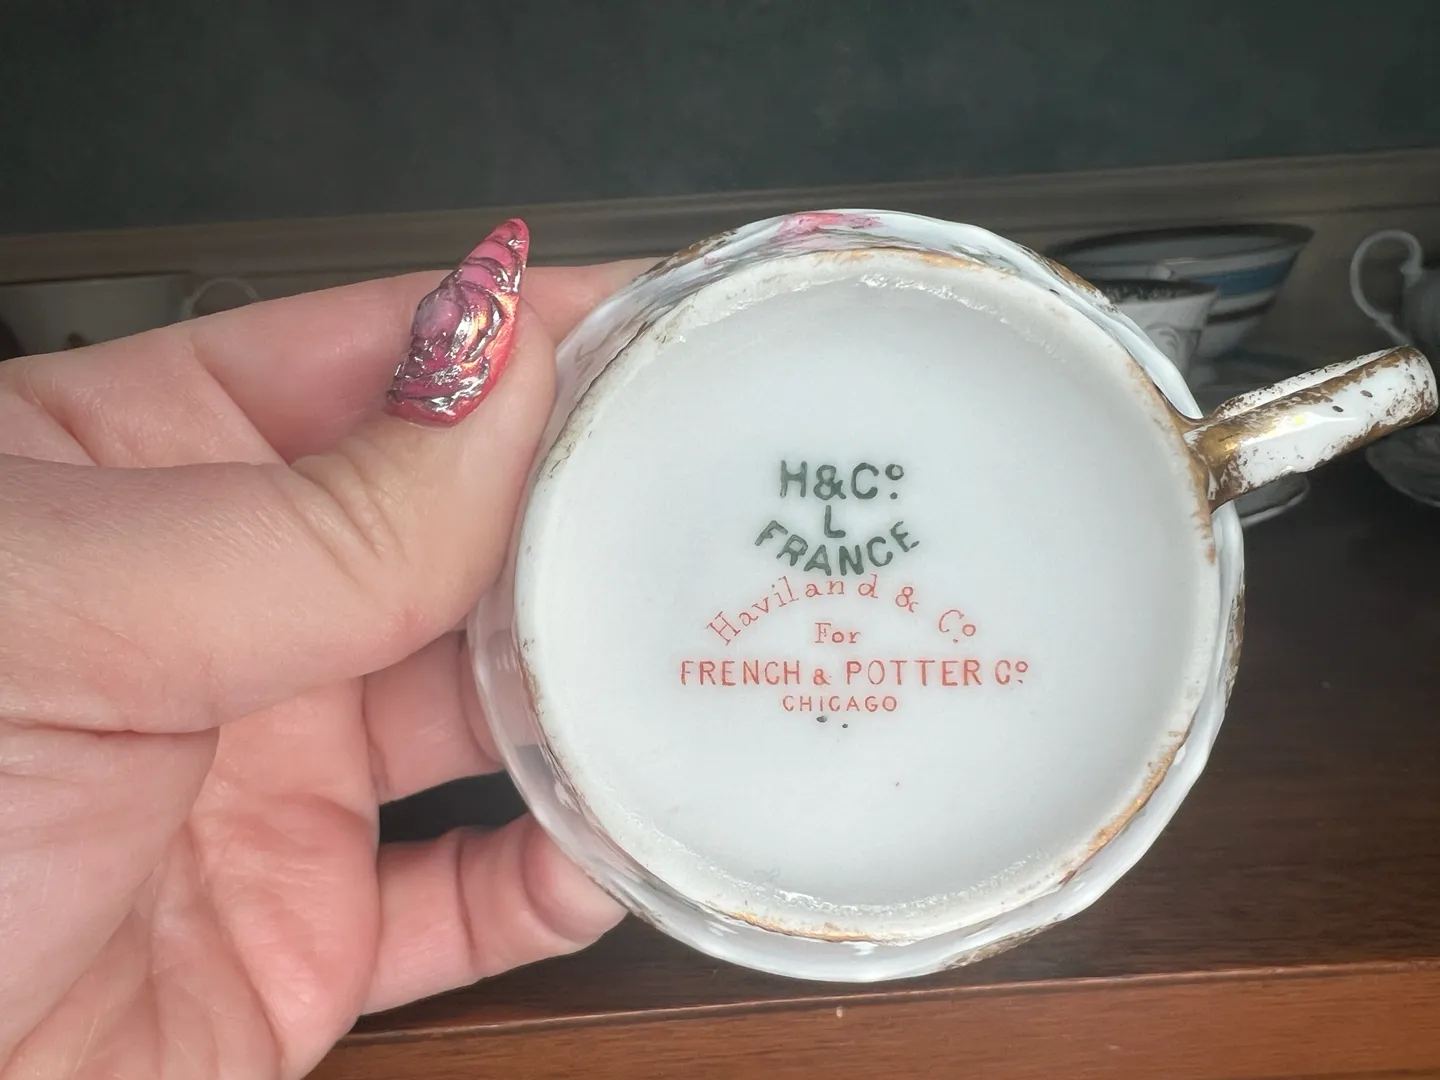 H&Cº
L
FRANCE
Haviland & Cº
For
FRENCH & POTTER Cº
CHICAGO